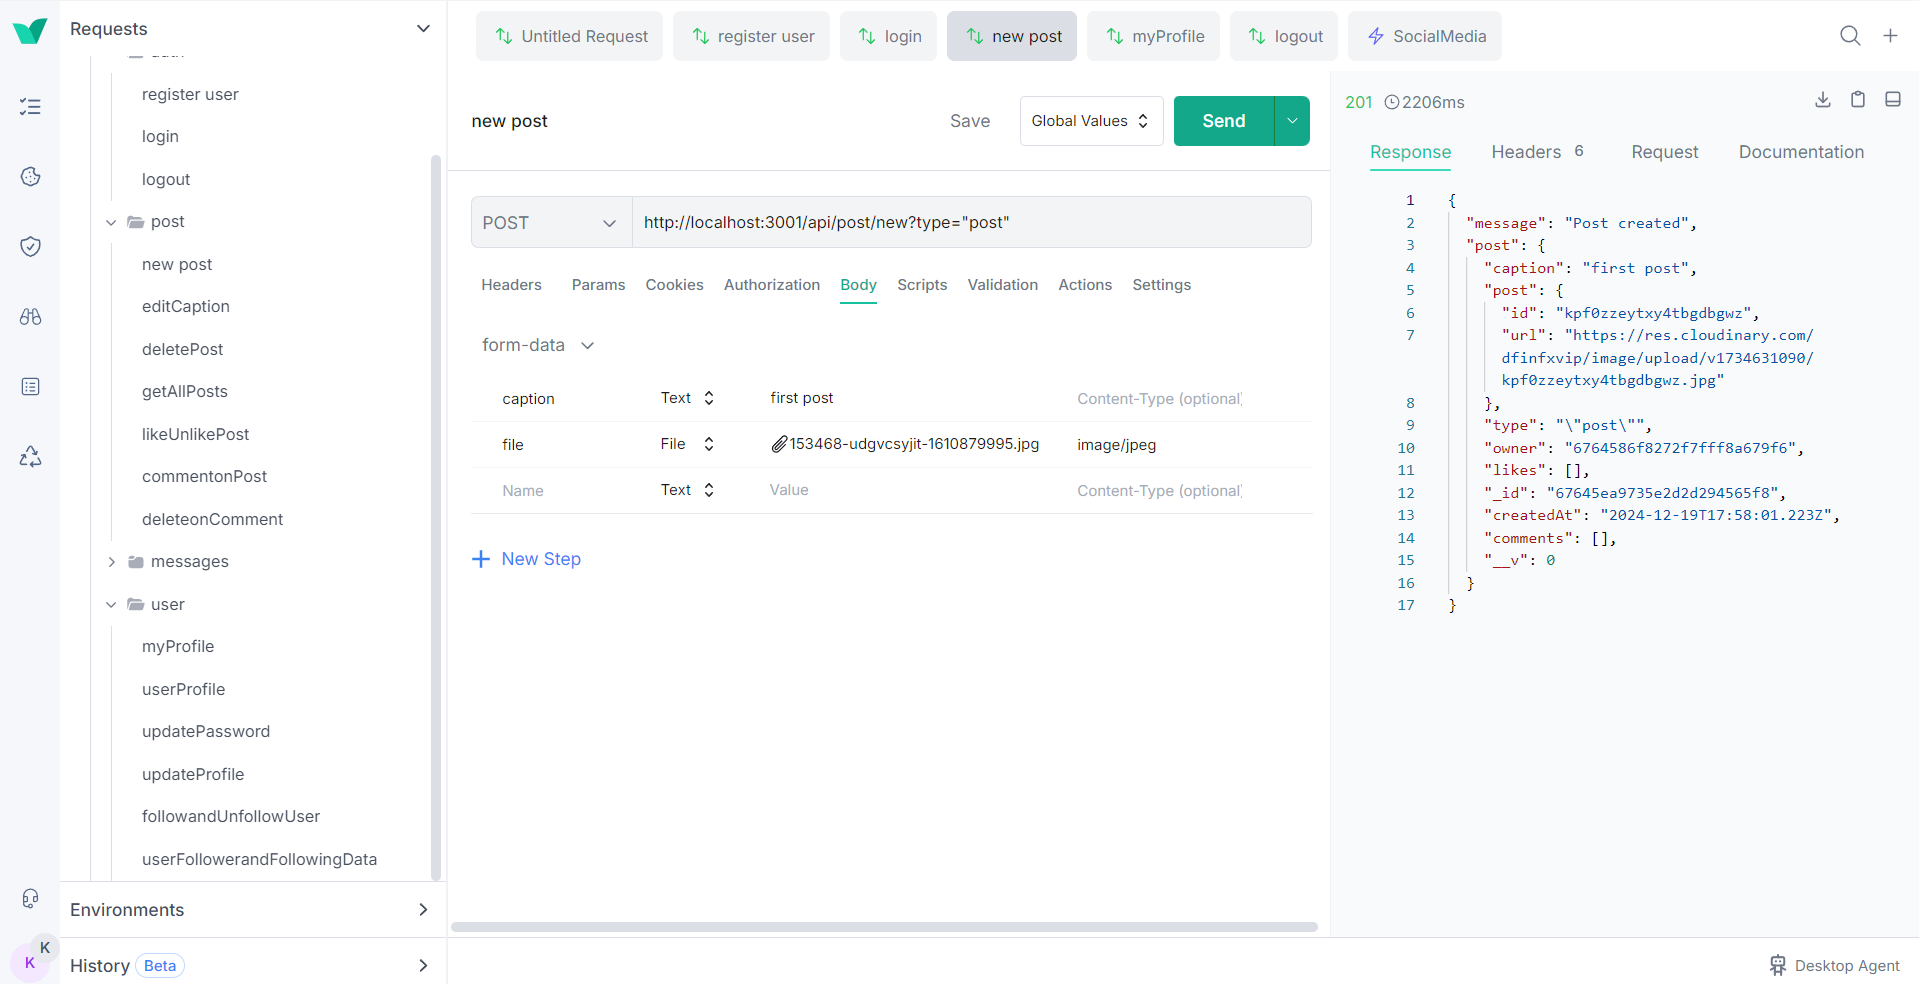 Requests
register user
login
logout
post
new post
editCaption
deletePost
getAllPosts
likeUnlikePost
commentonPost
deleteonComment
messages
user
myProfile
userProfile
updatePassword
updateProfile
followandUnfollowUser
userFollowerandFollowingData
Environments
History Beta
K
K
Untitled Request register user login new post myProfile logout SocialMedia
new post Save Global Values Send
POST http://localhost:3001/api/post/new?type="post"
Headers Params Cookies Authorization Body Scripts Validation Actions Settings
form-data
caption Text first post Content-Type (optional)
file File 153468-udgvcsyjit-1610879995.jpg image/jpeg
Name Text Value Content-Type (optional)
New Step
201 2206ms
Response Headers 6 Request Documentation
1 {
2 "message": "Post created",
3 "post": {
4 "caption": "first post",
5 "post": {
6 "id": "kpf0zzeytxy4tbgdbgwz",
7 "url": "https://res.cloudinary.com/
dfinfxvip/image/upload/v1734631090/
kpf0zzeytxy4tbgdbgwz.jpg"
8 },
9 "type": "\"post\"",
10 "owner": "6764586f8272f7fff8a679f6",
11 "likes": [],
12 "_id": "67645ea9735e2d2d294565f8",
13 "createdAt": "2024-12-19T17:58:01.223Z",
14 "comments": [],
15 "__v": 0
16 }
17 }
Desktop Agent